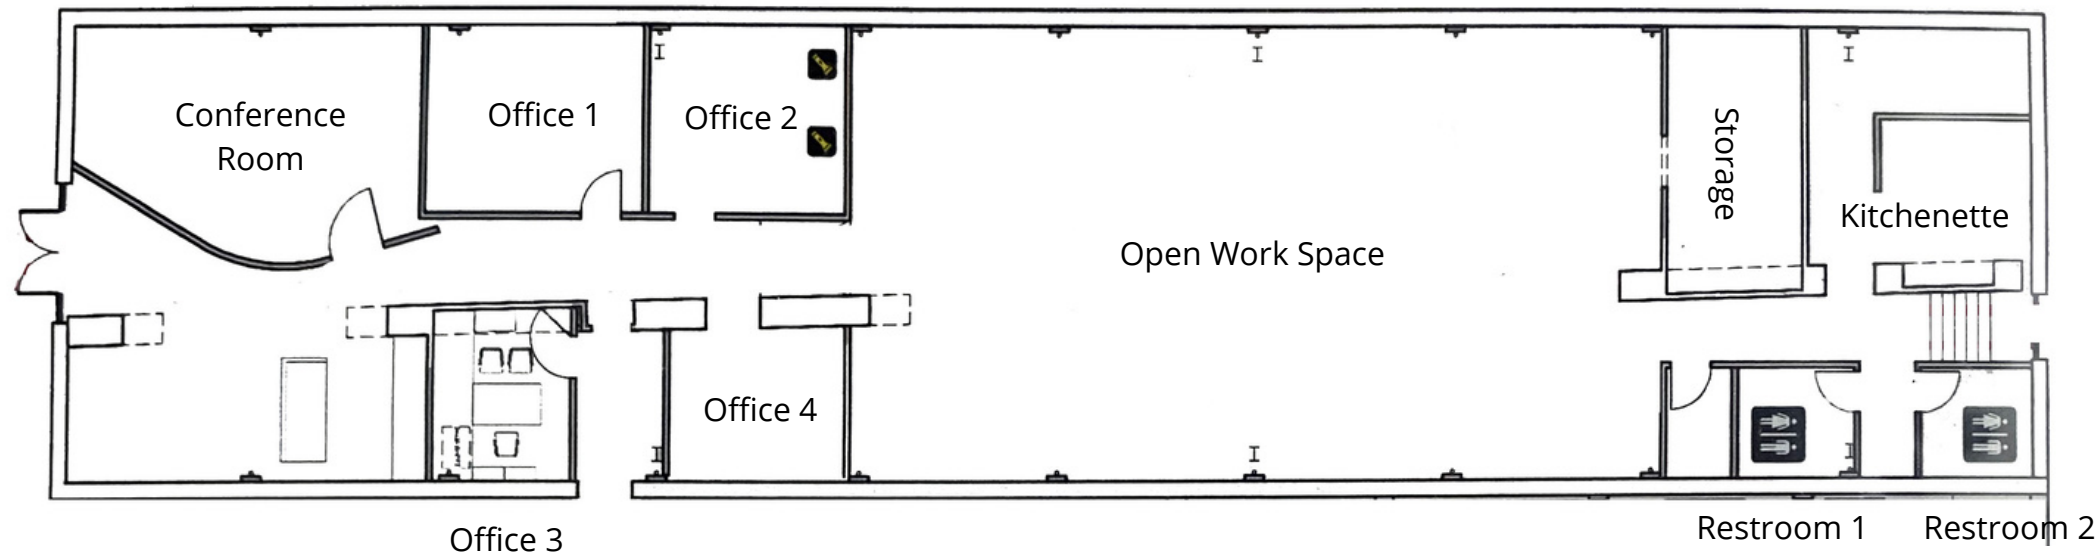 Conference
Room
Office 1
Office 2
Storage
Kitchenette
Open Work Space
Office 4
Office 3
Restroom 1
Restroom 2